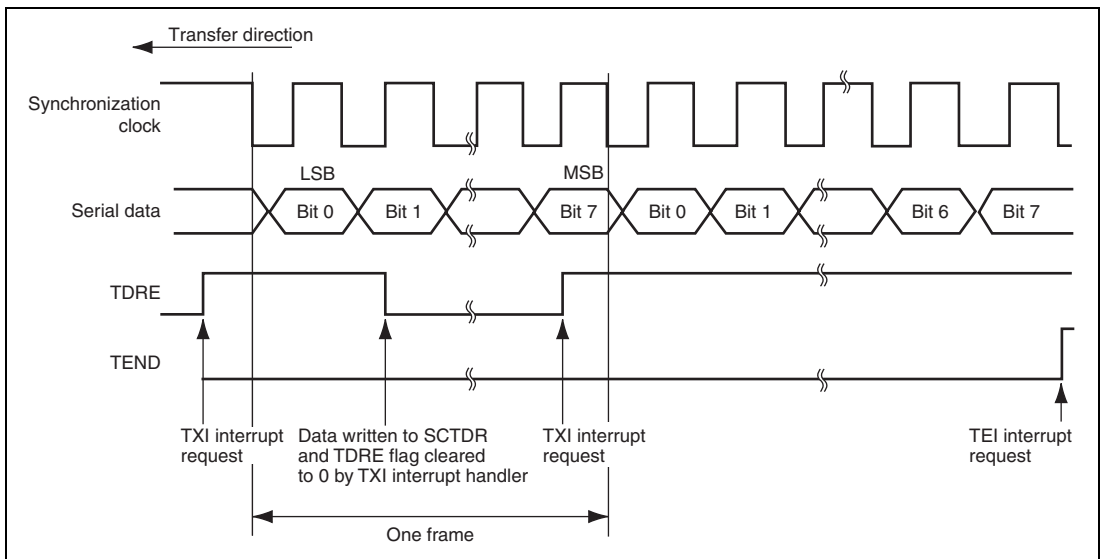 Transfer direction
Synchronization
clock
LSB
MSB
Serial data
Bit 0
Bit 1
Bit 7
Bit 0
Bit 1
Bit 6
Bit 7
TDRE
TEND
TXI interrupt
request
Data written to SCTDR
and TDRE flag cleared
to 0 by TXI interrupt handler
TXI interrupt
request
TEI interrupt
request
One frame